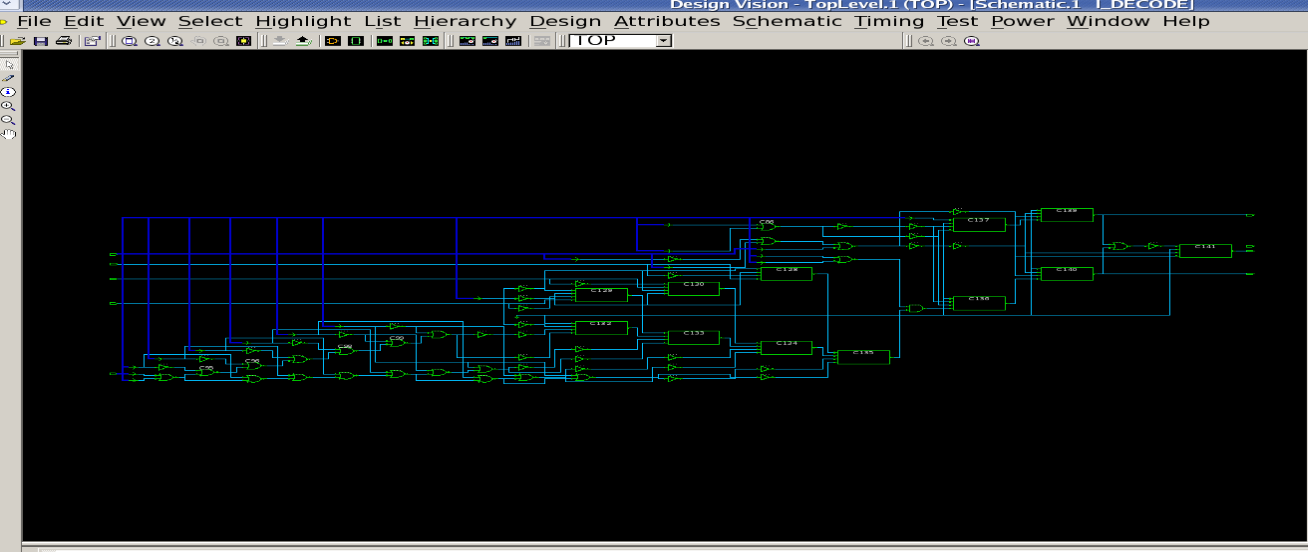 Design Vision - TopLevel.1 (TOP) - [Schematic.1 I_DECODE]
File Edit View Select Highlight List Hierarchy Design Attributes Schematic Timing Test Power Window Help
TOP
C98
C137
C139
C141
C128
C130
C129
C136
C140
C132
C133
C134
C135
C99
C96
C95